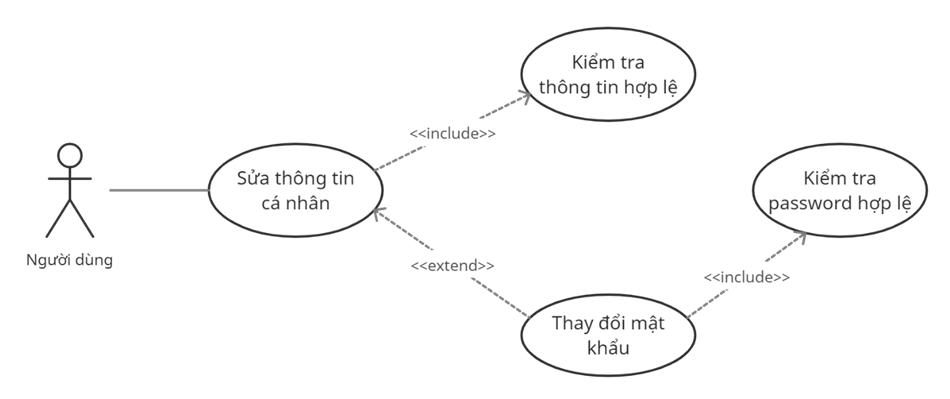 Kiểm tra
thông tin hợp lệ
<<include>>
Sửa thông tin
cá nhân
Kiểm tra
password hợp lệ
Người dùng
<<extend>>
<<include>>
Thay đổi mật
khẩu